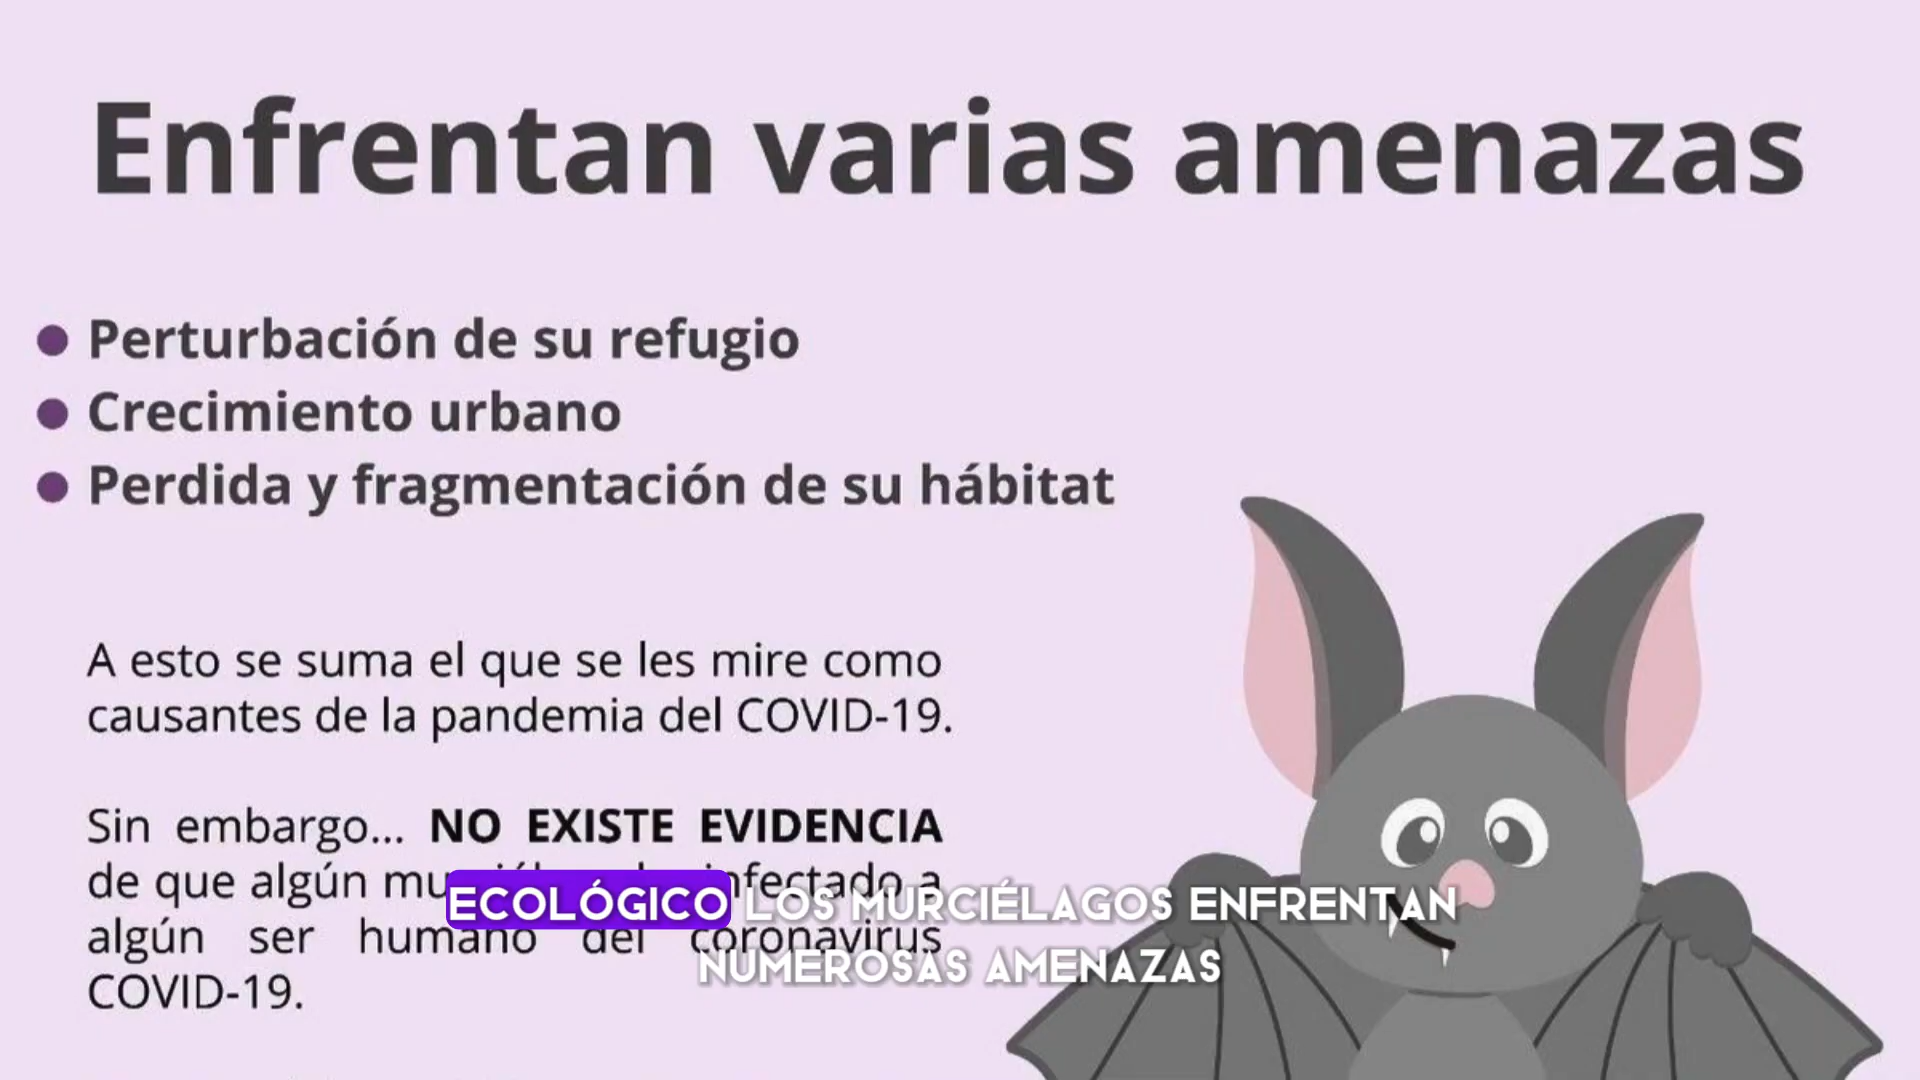 Enfrentan varias amenazas
Perturbación de su refugio
Crecimiento urbano
Perdida y fragmentación de su hábitat
A esto se suma el que se les mire como
causantes de la pandemia del COVID-19.
Sin embargo... NO EXISTE EVIDENCIA
de que algún infectado a
algún ser humano del coronavirus
COVID-19.
ECOLÓGICO LOS MURCIÉLAGOS ENFRENTAN
NUMEROSAS AMENAZAS